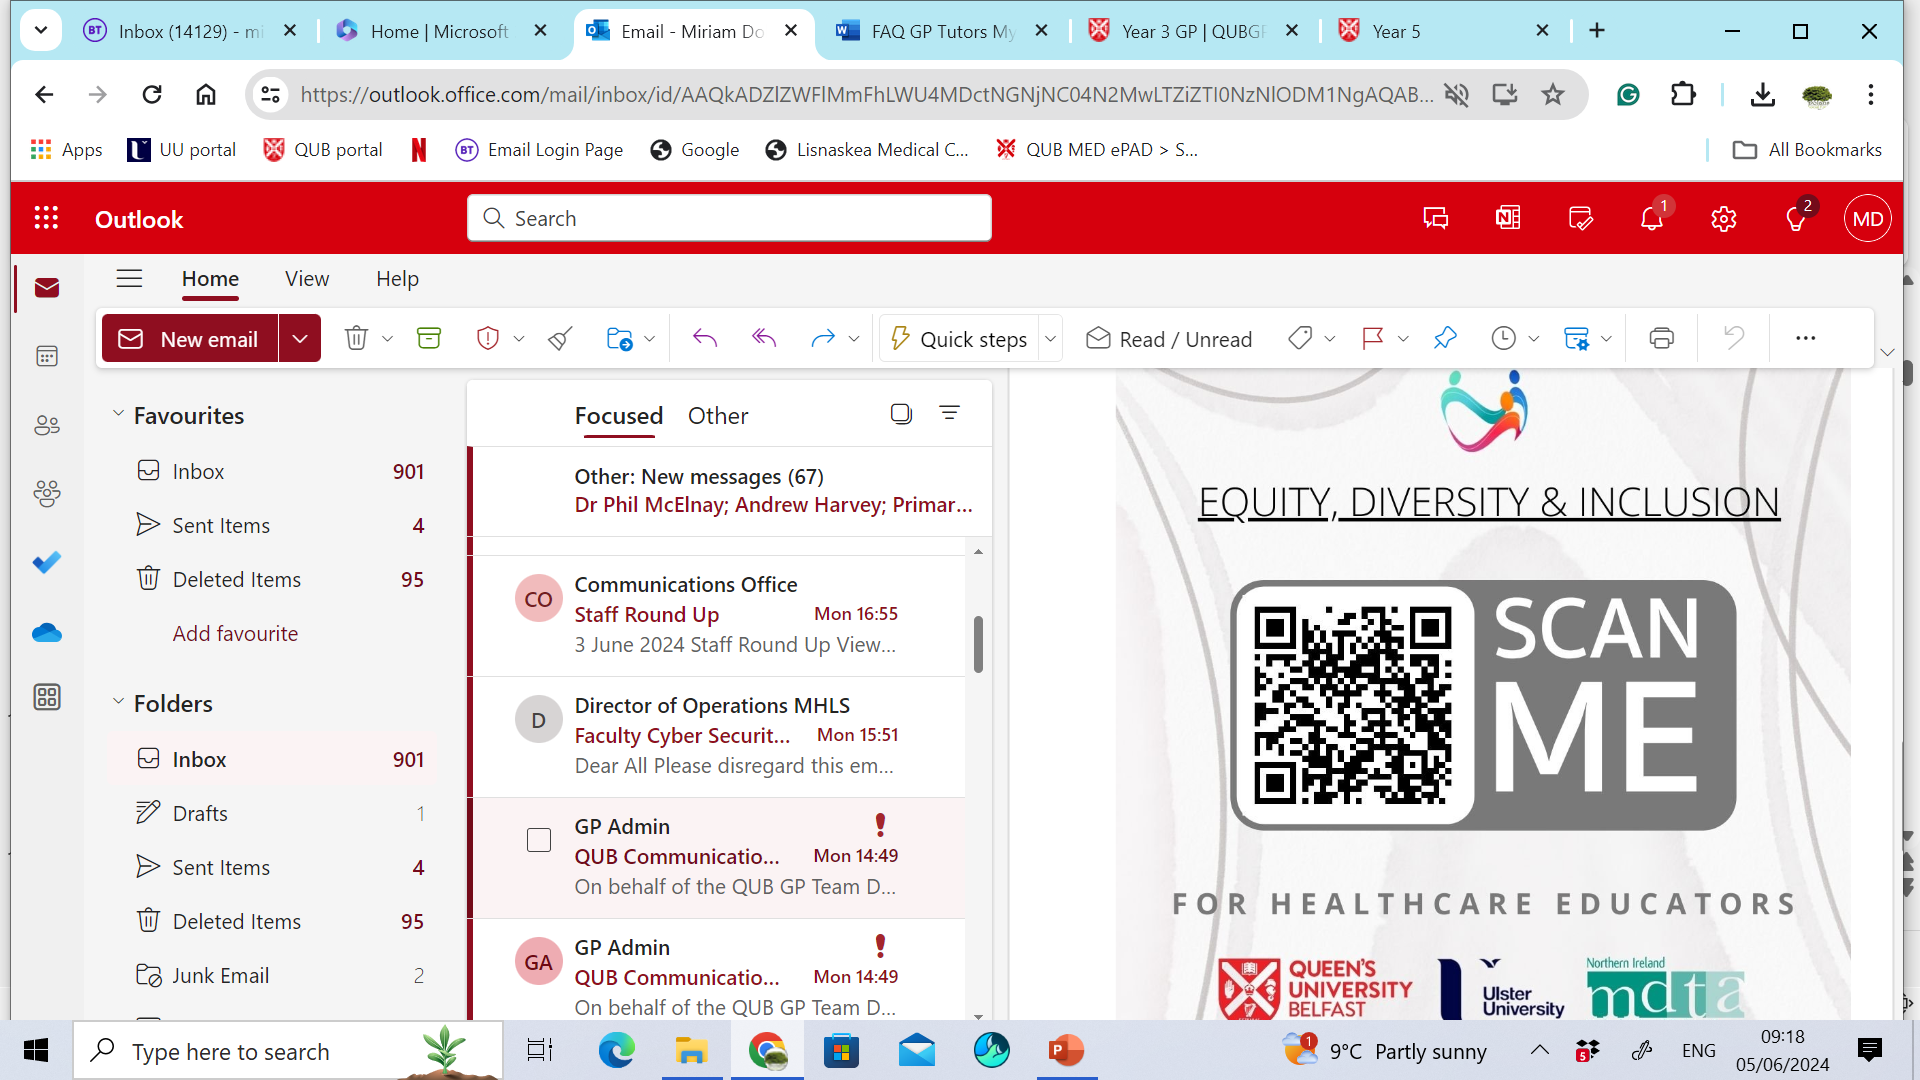 Inbox (14129) - mi
Home | Microsoft
Email - Miriam Do
FAQ GP Tutors My
Year 3 GP | QUBGP
Year 5
https://outlook.office.com/mail/inbox/id/AAQkADZlZWFlMmFhLWU4MDctNGNjNC04N2MwLTZiZTI0NzNlODM1NgAQAB...
Apps
UU portal
QUB portal
Email Login Page
Google
Lisnaskea Medical C...
QUB MED ePAD > S...
All Bookmarks
Outlook
Search
1
2
MD
Home
View
Help
New email
Quick steps
Read / Unread
Favourites
Inbox 901
Sent Items 4
Deleted Items 95
Add favourite
Folders
Inbox 901
Drafts 1
Sent Items 4
Deleted Items 95
Junk Email 2
Focused
Other
Other: New messages (67)
Dr Phil McElnay; Andrew Harvey; Primar...
CO
Communications Office
Staff Round Up Mon 16:55
3 June 2024 Staff Round Up View...
D
Director of Operations MHLS
Faculty Cyber Securit... Mon 15:51
Dear All Please disregard this em...
GP Admin
QUB Communicatio... Mon 14:49
On behalf of the QUB GP Team D...
GA
GP Admin
QUB Communicatio... Mon 14:49
On behalf of the QUB GP Team D...
EQUITY, DIVERSITY & INCLUSION
SCAN
ME
FOR HEALTHCARE EDUCATORS
QUEEN'S
UNIVERSITY
BELFAST
Ulster
University
Northern Ireland
mdta
Type here to search
1
9°C Partly sunny
5
ENG
09:18
05/06/2024